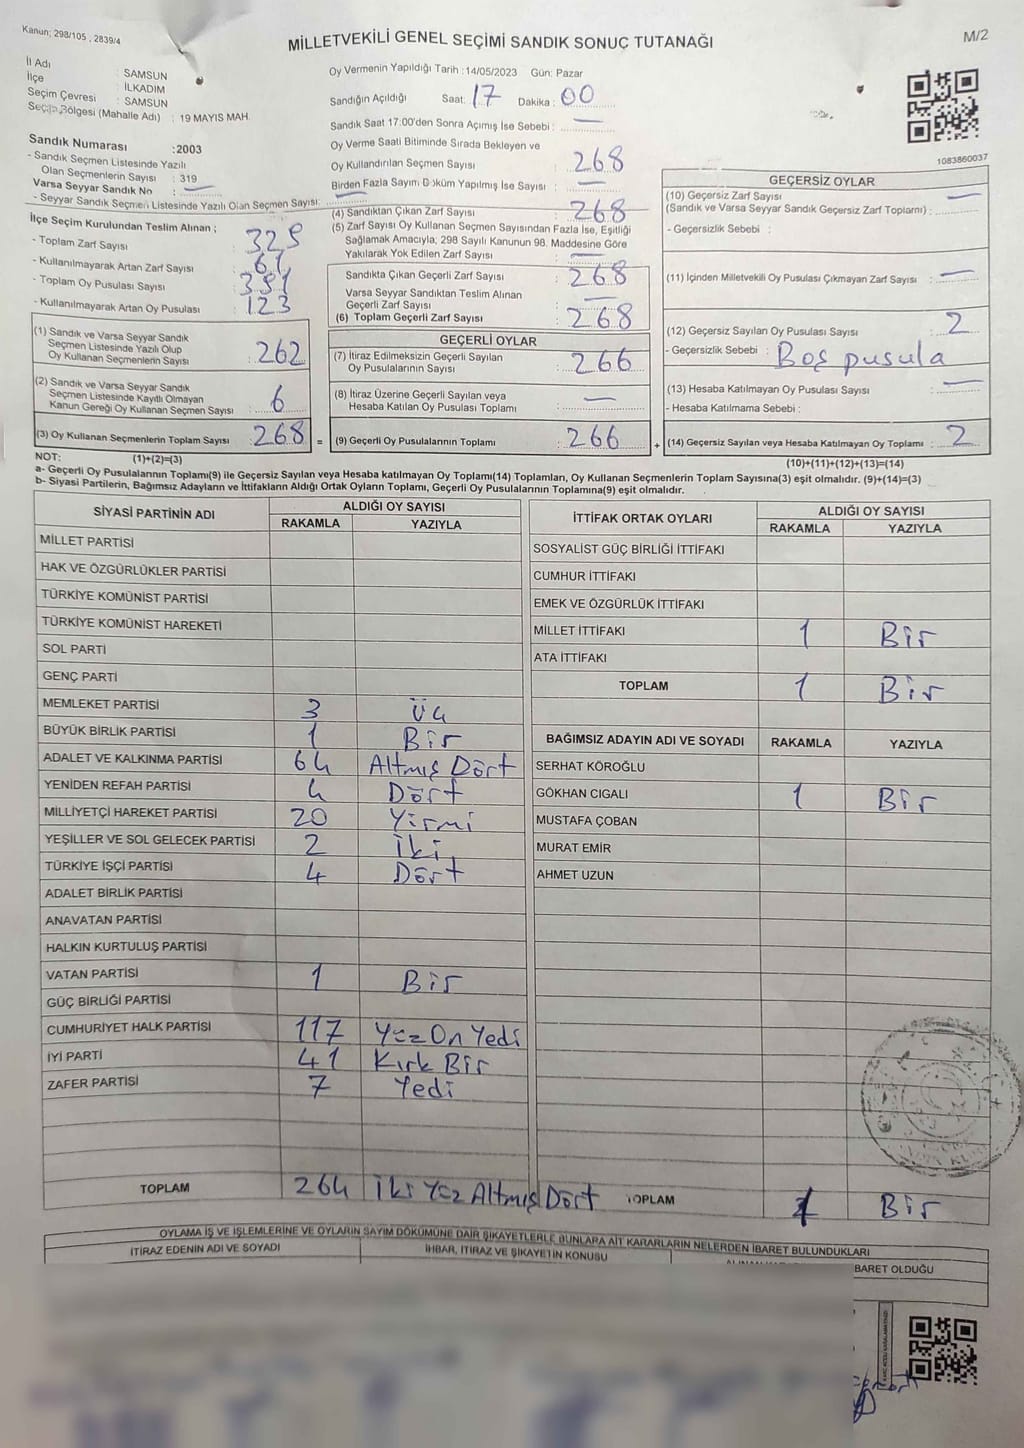 Kanun; 298/105 , 2839/4
MİLLETVEKİLİ GENEL SEÇİMİ SANDIK SONUÇ TUTANAĞI
M/2
İl Adı : SAMSUN
İlçe : İLKADIM
Seçim Çevresi : SAMSUN
Seçim Bölgesi (Mahalle Adı) : 19 MAYIS MAH.
Sandık Numarası :2003
- Sandık Seçmen Listesinde Yazılı
Olan Seçmenlerin Sayısı : 319
Varsa Seyyar Sandık No : —
- Seyyar Sandık Seçmen Listesinde Yazılı Olan Seçmen Sayısı: —
İlçe Seçim Kurulundan Teslim Alınan ;
- Toplam Zarf Sayısı : 329
- Kullanılmayarak Artan Zarf Sayısı : 61
- Toplam Oy Pusulası Sayısı : 391
- Kullanılmayarak Artan Oy Pusulası : 123
(1) Sandık ve Varsa Seyyar Sandık
Seçmen Listesinde Yazılı Olup
Oy Kullanan Seçmenlerin Sayısı : 262
(2) Sandık ve Varsa Seyyar Sandık
Seçmen Listesinde Kayıtlı Olmayan
Kanun Gereği Oy Kullanan Seçmen Sayısı : 6
(3) Oy Kullanan Seçmenlerin Toplam Sayısı : 268
Oy Vermenin Yapıldığı Tarih : 14/05/2023 Gün: Pazar
Sandığın Açıldığı Saat: 17 Dakika : 00
Sandık Saat 17:00'den Sonra Açımış İse Sebebi : —
Oy Verme Saati Bitiminde Sırada Bekleyen ve
Oy Kullandırılan Seçmen Sayısı : 268
Birden Fazla Sayım Döküm Yapılmış İse Sayısı : —
(4) Sandıktan Çıkan Zarf Sayısı : 268
(5) Zarf Sayısı Oy Kullanan Seçmen Sayısından Fazla İse, Eşitliği
Sağlamak Amacıyla; 298 Sayılı Kanunun 98. Maddesine Göre
Yakılarak Yok Edilen Zarf Sayısı : —
Sandıkta Çıkan Geçerli Zarf Sayısı : 268
Varsa Seyyar Sandıktan Teslim Alınan
Geçerli Zarf Sayısı : —
(6) Toplam Geçerli Zarf Sayısı : 268
GEÇERLİ OYLAR
(7) İtiraz Edilmeksizin Geçerli Sayılan
Oy Pusulalarının Sayısı : 266
(8) İtiraz Üzerine Geçerli Sayılan veya
Hesaba Katılan Oy Pusulası Toplamı : —
= (9) Geçerli Oy Pusulalarının Toplamı : 266
1083860037
GEÇERSİZ OYLAR
(10) Geçersiz Zarf Sayısı —
(Sandık ve Varsa Seyyar Sandık Geçersiz Zarf Toplamı) :
- Geçersizlik Sebebi :
(11) İçinden Milletvekili Oy Pusulası Çıkmayan Zarf Sayısı : —
(12) Geçersiz Sayılan Oy Pusulası Sayısı : 2
- Geçersizlik Sebebi : Boş pusula
(13) Hesaba Katılmayan Oy Pusulası Sayısı : —
- Hesaba Katılmama Sebebi :
+ (14) Geçersiz Sayılan veya Hesaba Katılmayan Oy Toplamı : 2
NOT: (1)+(2)=(3) (10)+(11)+(12)+(13)=(14)
a- Geçerli Oy Pusulalarının Toplamı(9) ile Geçersiz Sayılan veya Hesaba katılmayan Oy Toplamı(14) Toplamları, Oy Kullanan Seçmenlerin Toplam Sayısına(3) eşit olmalıdır. (9)+(14)=(3)
b- Siyasi Partilerin, Bağımsız Adayların ve İttifakların Aldığı Ortak Oyların Toplamı, Geçerli Oy Pusulalarının Toplamına(9) eşit olmalıdır.
SİYASİ PARTİNİN ADI ALDIĞI OY SAYISI
RAKAMLA YAZIYLA
MİLLET PARTİSİ
HAK VE ÖZGÜRLÜKLER PARTİSİ
TÜRKİYE KOMÜNİST PARTİSİ
TÜRKİYE KOMÜNİST HAREKETİ
SOL PARTİ
GENÇ PARTİ
MEMLEKET PARTİSİ 3 Üç
BÜYÜK BİRLİK PARTİSİ 1 Bir
ADALET VE KALKINMA PARTİSİ 64 Altmış Dört
YENİDEN REFAH PARTİSİ 4 Dört
MİLLİYETÇİ HAREKET PARTİSİ 20 Yirmi
YEŞİLLER VE SOL GELECEK PARTİSİ 2 İki
TÜRKİYE İŞÇİ PARTİSİ 4 Dört
ADALET BİRLİK PARTİSİ
ANAVATAN PARTİSİ
HALKIN KURTULUŞ PARTİSİ
VATAN PARTİSİ 1 Bir
GÜÇ BİRLİĞİ PARTİSİ
CUMHURİYET HALK PARTİSİ 117 Yüz On Yedi
İYİ PARTİ 41 Kırk Bir
ZAFER PARTİSİ 7 Yedi
TOPLAM 264 İki Yüz Altmış Dört
İTTİFAK ORTAK OYLARI ALDIĞI OY SAYISI
RAKAMLA YAZIYLA
SOSYALİST GÜÇ BİRLİĞİ İTTİFAKI
CUMHUR İTTİFAKI
EMEK VE ÖZGÜRLÜK İTTİFAKI
MİLLET İTTİFAKI 1 Bir
ATA İTTİFAKI
TOPLAM 1 Bir
BAĞIMSIZ ADAYIN ADI VE SOYADI RAKAMLA YAZIYLA
SERHAT KÖROĞLU
GÖKHAN CIGALI 1 Bir
MUSTAFA ÇOBAN
MURAT EMİR
AHMET UZUN
TOPLAM 1 Bir
OYLAMA İŞ VE İŞLEMLERİNE VE OYLARIN SAYIM DÖKÜMÜNE DAİR ŞİKAYETLERLE BUNLARA AİT KARARLARIN NELERDEN İBARET BULUNDUKLARI
İTİRAZ EDENİN ADI VE SOYADI İHBAR, İTİRAZ VE ŞİKAYETİN KONUSU
BARET OLDUĞU